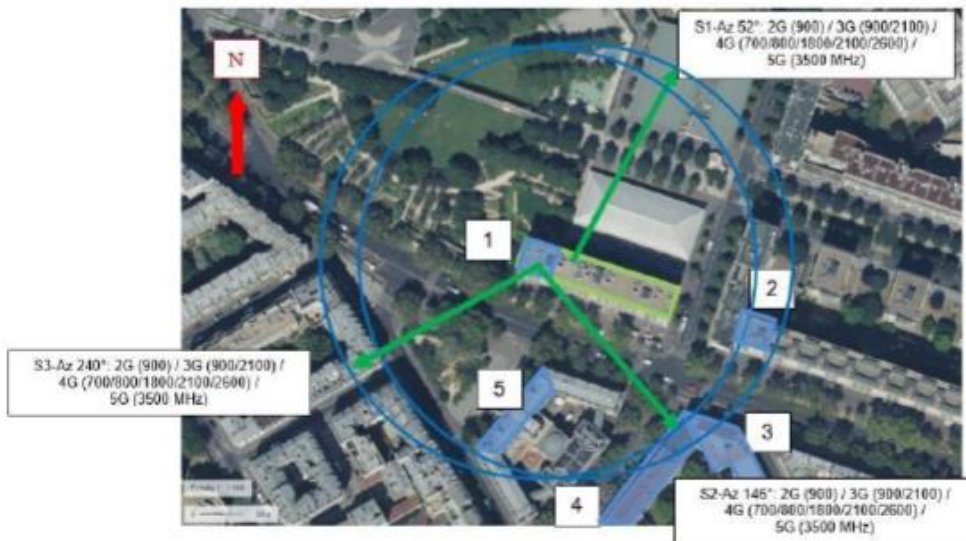 S1-Az 52°: 2G (900) / 3G (900/2100) /
4G (700/800/1800/2100/2600) /
5G (3500 MHz)
N
1
2
S3-Az 240°: 2G (900) / 3G (900/2100) /
4G (700/800/1800/2100/2600) /
5G (3500 MHz)
5
3
4
S2-Az 146°: 2G (900) / 3G (900/2100) /
4G (700/800/1800/2100/2600) /
5G (3500 MHz)